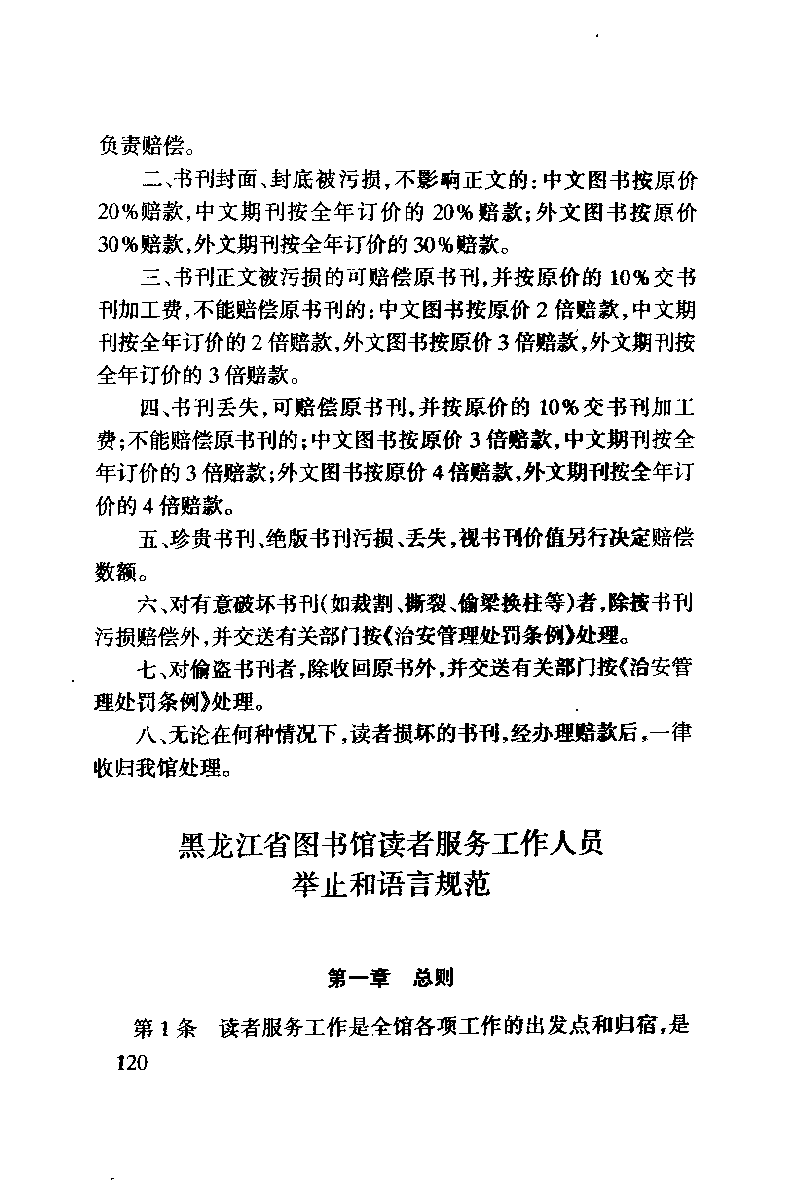 负责赔偿。
二、书刊封面、封底被污损,不影响正文的:中文图书按原价
20%赔款,中文期刊按全年订价的 20% 赔款;外文图书按原价
30%赔款,外文期刊按全年订价的30%赔款。
三、书刊正文被污损的可赔偿原书刊,并按原价的 10% 交书
刊加工费,不能赔偿原书刊的:中文图书按原价 2 倍赔款,中文期
刊按全年订价的 2 倍赔款,外文图书按原价 3 倍赔款,外文期刊按
全年订价的 3 倍赔款。
四、书刊丢失,可赔偿原书刊,并按原价的 10% 交书刊加工
费;不能赔偿原书刊的;中文图书按原价 3 倍赔款,中文期刊按全
年订价的 3 倍赔款;外文图书按原价 4 倍赔款,外文期刊按全年订
价的 4 倍赔款。
五、珍贵书刊、绝版书刊污损、丢失,视书刊价值另行决定赔偿
数额。
六、对有意破坏书刊(如裁割、撕裂、偷梁换柱等)者,除按书刊
污损赔偿外,并交送有关部门按《治安管理处罚条例》处理。
七、对偷盗书刊者,除收回原书外,并交送有关部门按《治安管
理处罚条例》处理。
八、无论在何种情况下,读者损坏的书刊,经办理赔款后,一律
收归我馆处理。
黑龙江省图书馆读者服务工作人员
举止和语言规范
第一章 总则
第 1 条 读者服务工作是全馆各项工作的出发点和归宿,是
120